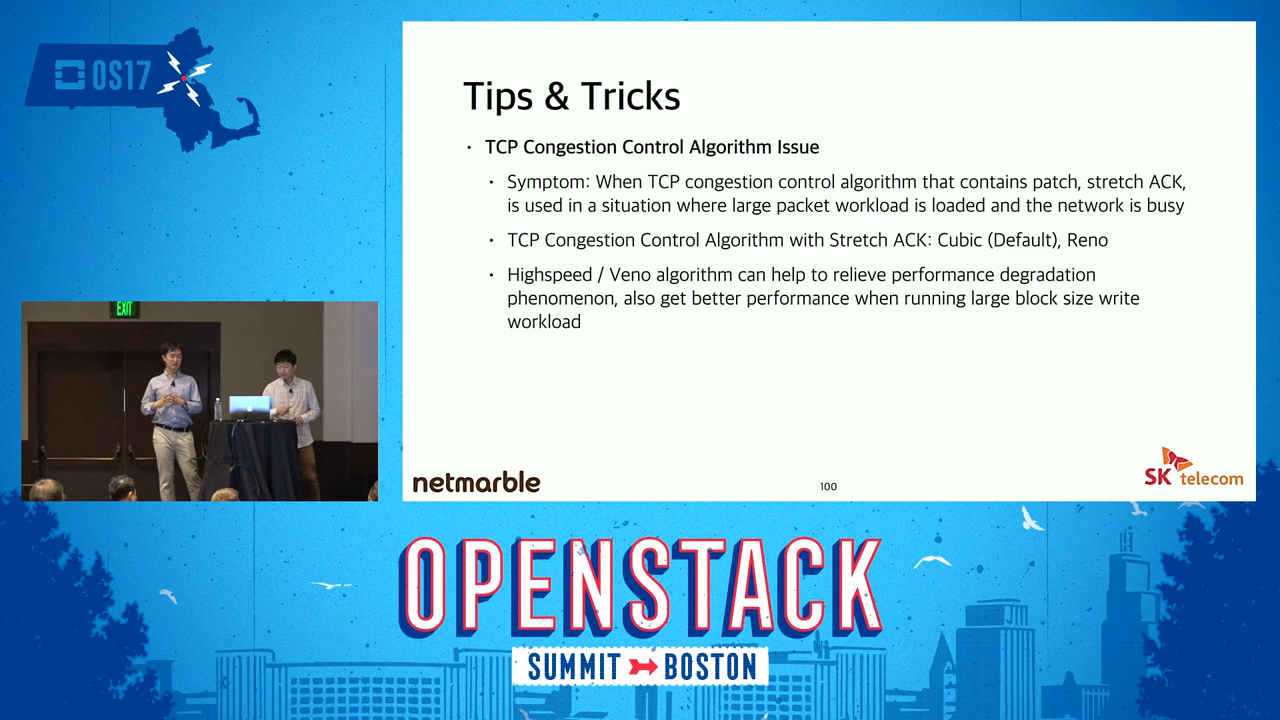 OS17
EXIT
Tips & Tricks
• TCP Congestion Control Algorithm Issue
• Symptom: When TCP congestion control algorithm that contains patch, stretch ACK,
is used in a situation where large packet workload is loaded and the network is busy
• TCP Congestion Control Algorithm with Stretch ACK: Cubic (Default), Reno
• Highspeed / Veno algorithm can help to relieve performance degradation
phenomenon, also get better performance when running large block size write
workload
netmarble
100
SK telecom
OPENSTACK
SUMMIT BOSTON